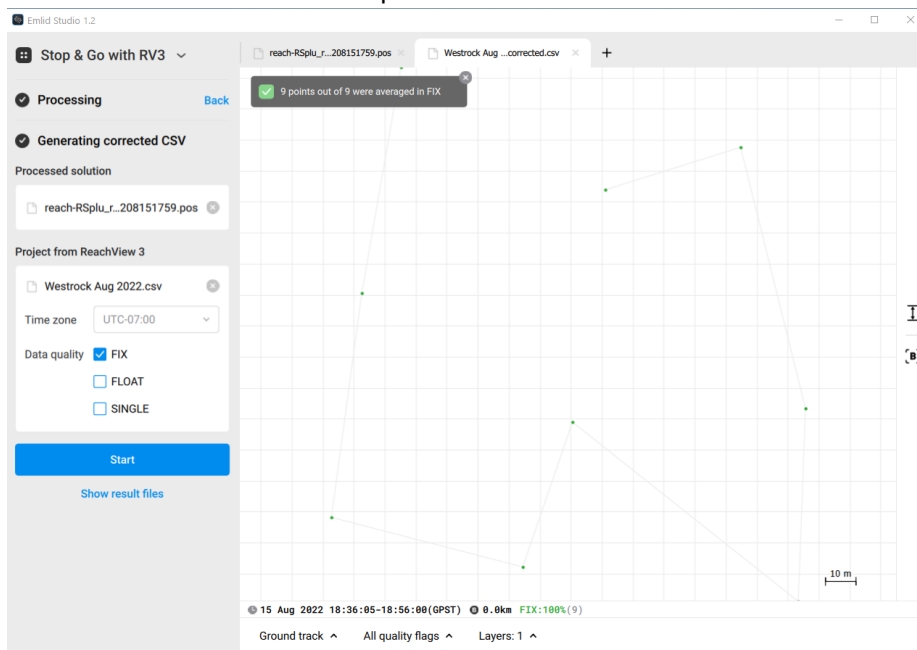 Emlid Studio 1.2
Stop & Go with RV3
reach-RSplu_r...208151759.pos
Westrock Aug ...corrected.csv
Processing
Back
9 points out of 9 were averaged in FIX
Generating corrected CSV
Processed solution
reach-RSplu_r...208151759.pos
Project from ReachView 3
Westrock Aug 2022.csv
Time zone UTC-07:00
Data quality FIX
FLOAT
SINGLE
Start
Show result files
B
10 m
15 Aug 2022 18:36:05-18:56:00(GPST) B 0.0km FIX:100%(9)
Ground track All quality flags Layers: 1